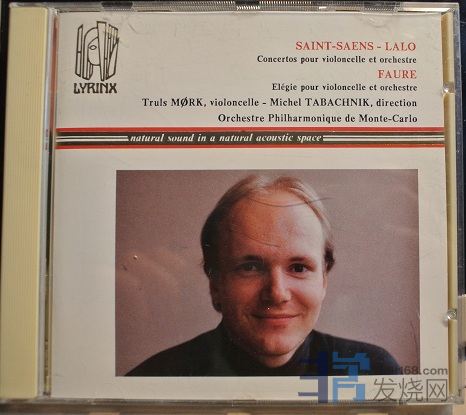 SAINT-SAENS - LALO
Concertos pour violoncelle et orchestre
FAURE
Elégie pour violoncelle et orchestre
LYRINX
Truls MØRK, violoncelle - Michel TABACHNIK, direction
Orchestre Philharmonique de Monte-Carlo
natural sound in a natural acoustic space
发烧网